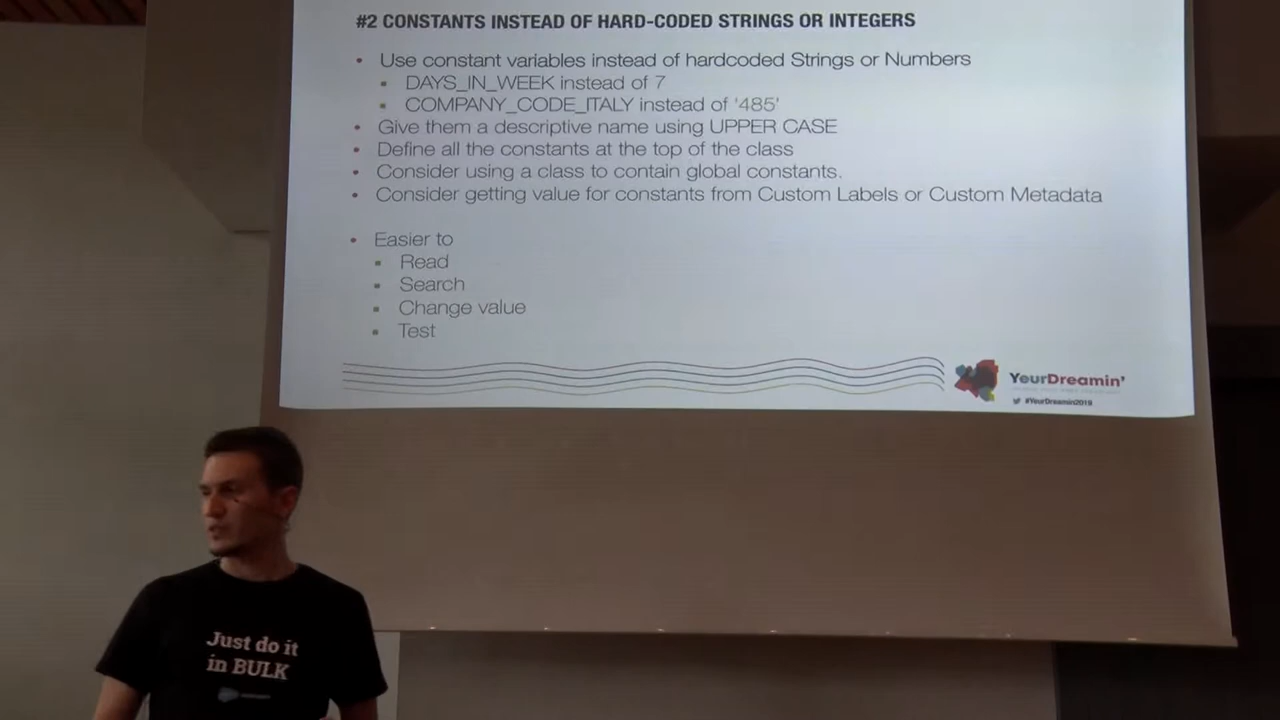 #2 CONSTANTS INSTEAD OF HARD-CODED STRINGS OR INTEGERS
• Use constant variables instead of hardcoded Strings or Numbers
▪ DAYS_IN_WEEK instead of 7
▪ COMPANY_CODE_ITALY instead of '485'
• Give them a descriptive name using UPPER CASE
• Define all the constants at the top of the class
• Consider using a class to contain global constants.
• Consider getting value for constants from Custom Labels or Custom Metadata
• Easier to
▪ Read
▪ Search
▪ Change value
▪ Test
YeurDreamin'
#YeurDreamin2019
Just do it
in BULK